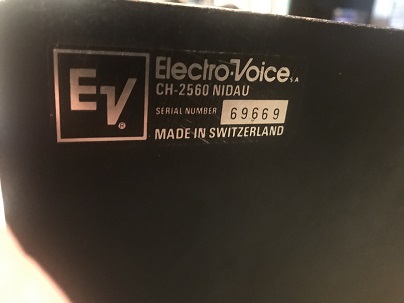 EV®
Electro-Voice S.A
CH-2560 NIDAU
SERIAL NUMBER 69669
MADE IN SWITZERLAND